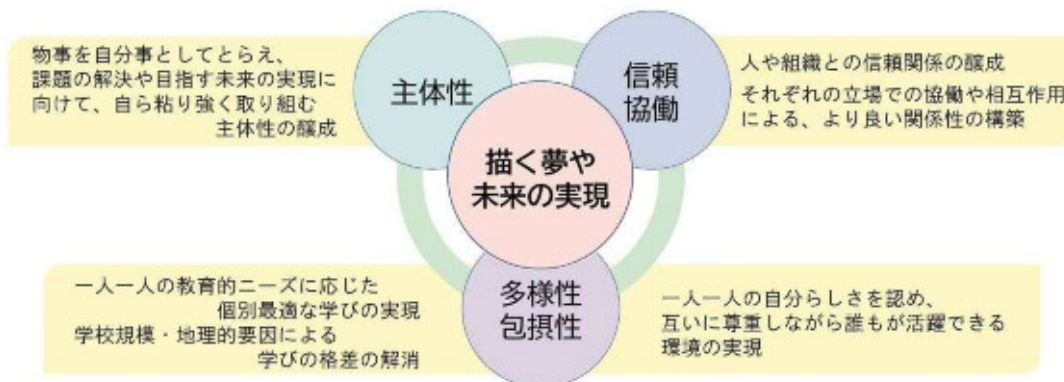 物事を自分事としてとらえ、
課題の解決や目指す未来の実現に
向けて、自ら粘り強く取り組む
主体性の醸成
主体性
信頼
協働
人や組織との信頼関係の醸成
それぞれの立場での協働や相互作用
による、より良い関係性の構築
描く夢や
未来の実現
一人一人の教育的ニーズに応じた
個別最適な学びの実現
学校規模・地理的要因による
学びの格差の解消
多様性
包摂性
一人一人の自分らしさを認め、
互いに尊重しながら誰もが活躍できる
環境の実現